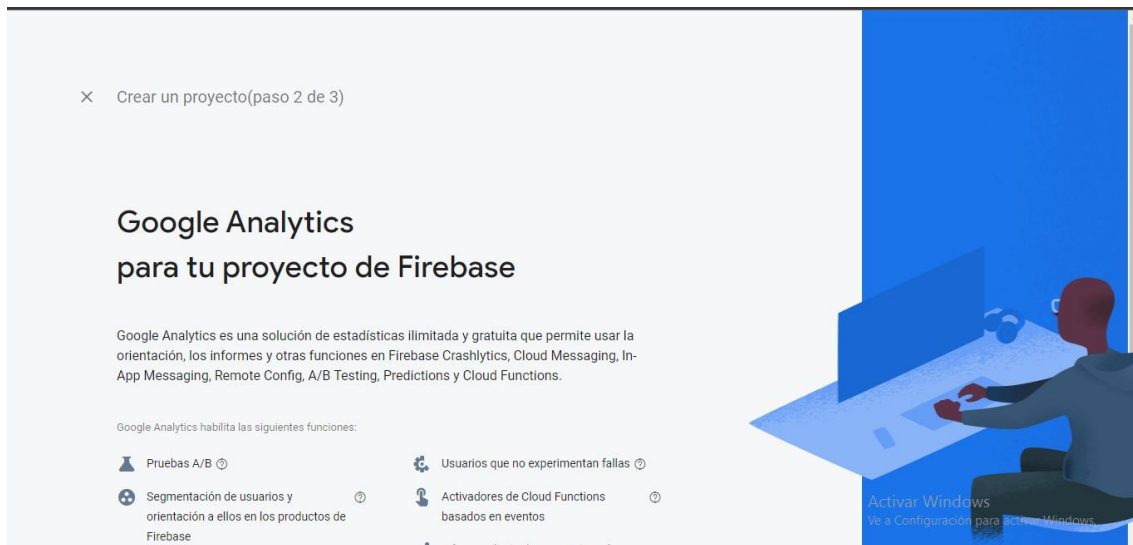 Crear un proyecto(paso 2 de 3)
Google Analytics
para tu proyecto de Firebase
Google Analytics es una solución de estadísticas ilimitada y gratuita que permite usar la
orientación, los informes y otras funciones en Firebase Crashlytics, Cloud Messaging, In-
App Messaging, Remote Config, A/B Testing, Predictions y Cloud Functions.
Google Analytics habilita las siguientes funciones:
Pruebas A/B
Usuarios que no experimentan fallas
Segmentación de usuarios y
orientación a ellos en los productos de
Firebase
Activadores de Cloud Functions
basados en eventos
Activar Windows
Ve a Configuración para activar Windows.